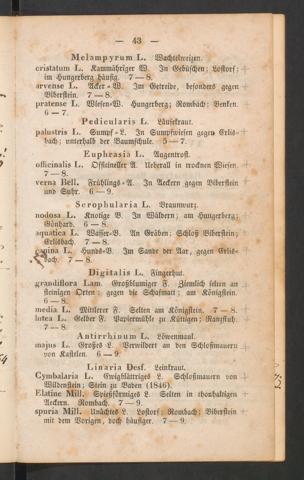 — 43 —
Melampyrum L. Wachtelweizen.
cristatum L. Kammähriger W. In Gebüschen; Lostorf;
im Hungerberg häufig. 7—8.
arvense L. Acker-W. Im Getreide, besonders gegen
Biberstein. 7—8.
pratense L. Wiesen-W. Hungerberg; Rombach; Benken.
6—7.
Pedicularis L. Läusekraut.
palustris L. Sumpf-L. In Sumpfwiesen gegen Erlis-
bach; unterhalb der Baumschule. 5—7.
Euphrasia L. Augentrost.
officinalis L. Offizineller A. Ueberall in trocknen Wiesen.
7—8.
verna Bell. Frühlings-A. In Aeckern gegen Biberstein
und Suhr. 6—9.
Scrophularia L. Braunwurz.
nodosa L. Knotige B. In Wäldern; am Hungerberg;
Gönhard. 6—8.
aquatica L. Wasser-B. An Gräben; Schloß Biberstein;
Erlisbach. 7—8.
canina L. Hunds-B. Im Sande der Aar, gegen Erlis-
bach. 7—8.
Digitalis L. Fingerhut.
grandiflora Lam. Großblumiger F. Ziemlich selten an
steinigen Orten; gegen die Schafmatt; am Königstein.
6—8.
media L. Mittlerer F. Selten am Königstein. 7—8.
lutea L. Gelber F. Papiermühle zu Küttigen; Ranzfluh.
7—8.
Antirrhinum L. Löwenmaul.
majus L. Großes L. Verwildert an den Schloßmauern
von Kastelen. 6—9.
Linaria Desf. Leinkraut.
Cymbalaria L. Ewigblättriges L. Schloßmauern von
Wildenstein; Stein zu Baden (1846).
Elatine Mill. Spießförmiges L. Selten in thonhaltigen
Aeckern. Rombach. 7—9.
spuria Mill. Unächtes L. Lostorf Rombach; Biberstein
mit dem Vorigen, doch häufiger. 7—9.